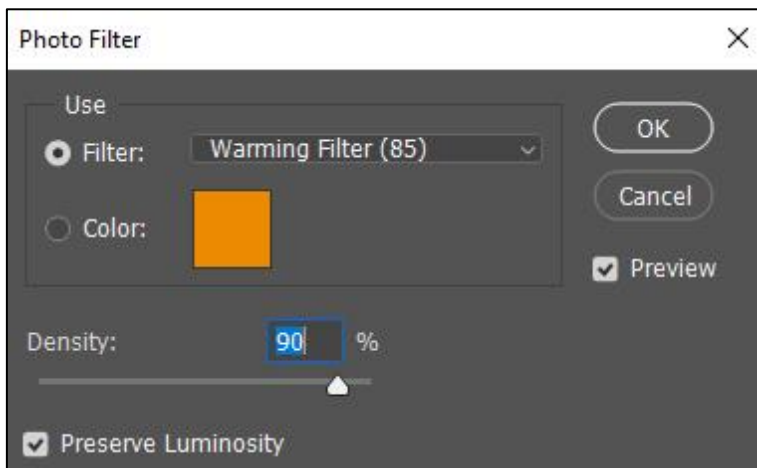 Photo Filter
Use
Filter: Warming Filter (85)
OK
Color:
Cancel
Preview
Density: 90 %
Preserve Luminosity